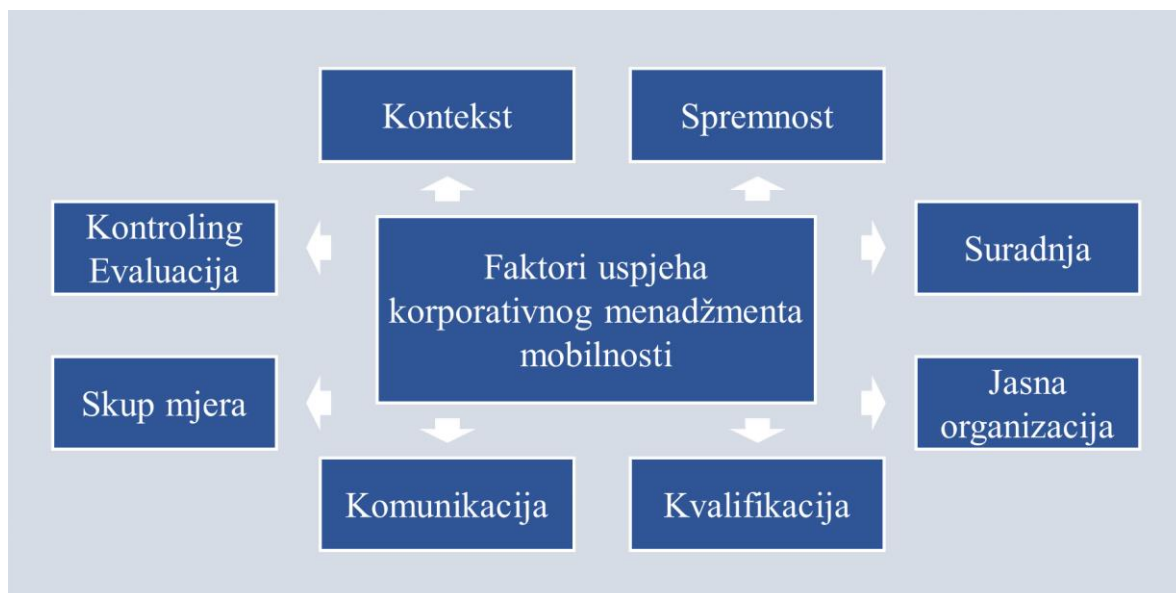 Kontekst
Spremnost
Kontroling
Evaluacija
Faktori uspjeha
korporativnog menadžmenta
mobilnosti
Suradnja
Skup mjera
Jasna
organizacija
Komunikacija
Kvalifikacija